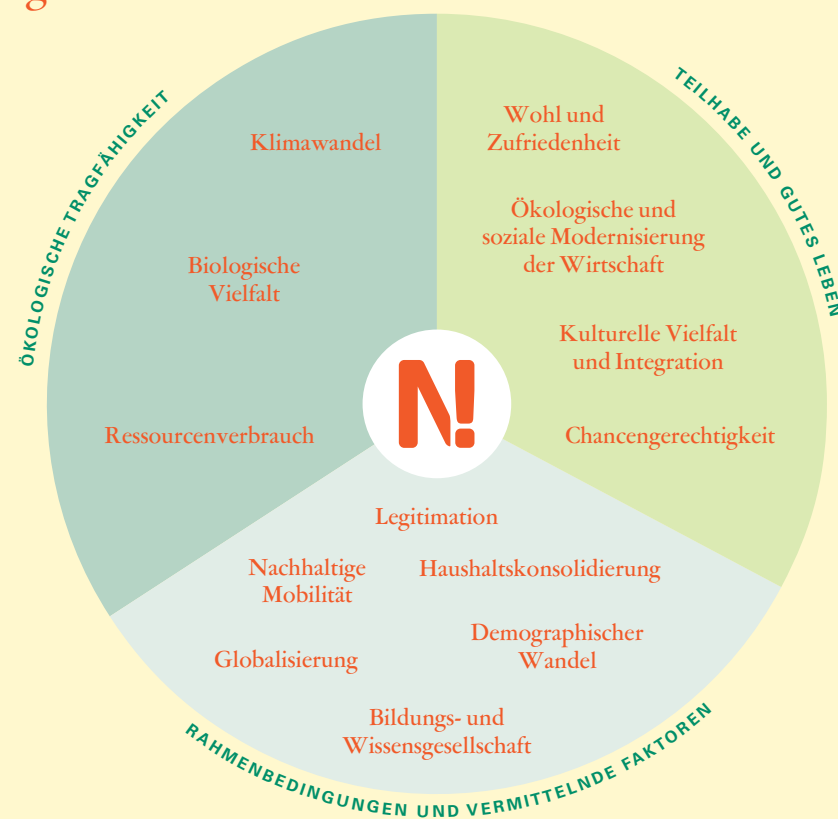 g
ÖKOLOGISCHE TRAGFÄHIGKEIT
Klimawandel
Biologische
Vielfalt
Ressourcenverbrauch
TEILHABE UND GUTES LEBEN
Wohl und
Zufriedenheit
Ökologische und
soziale Modernisierung
der Wirtschaft
Kulturelle Vielfalt
und Integration
Chancengerechtigkeit
N!
Legitimation
Nachhaltige
Mobilität
Haushaltskonsolidierung
Globalisierung
Demographischer
Wandel
Bildungs- und
Wissensgesellschaft
RAHMENBEDINGUNGEN UND VERMITTELNDE FAKTOREN